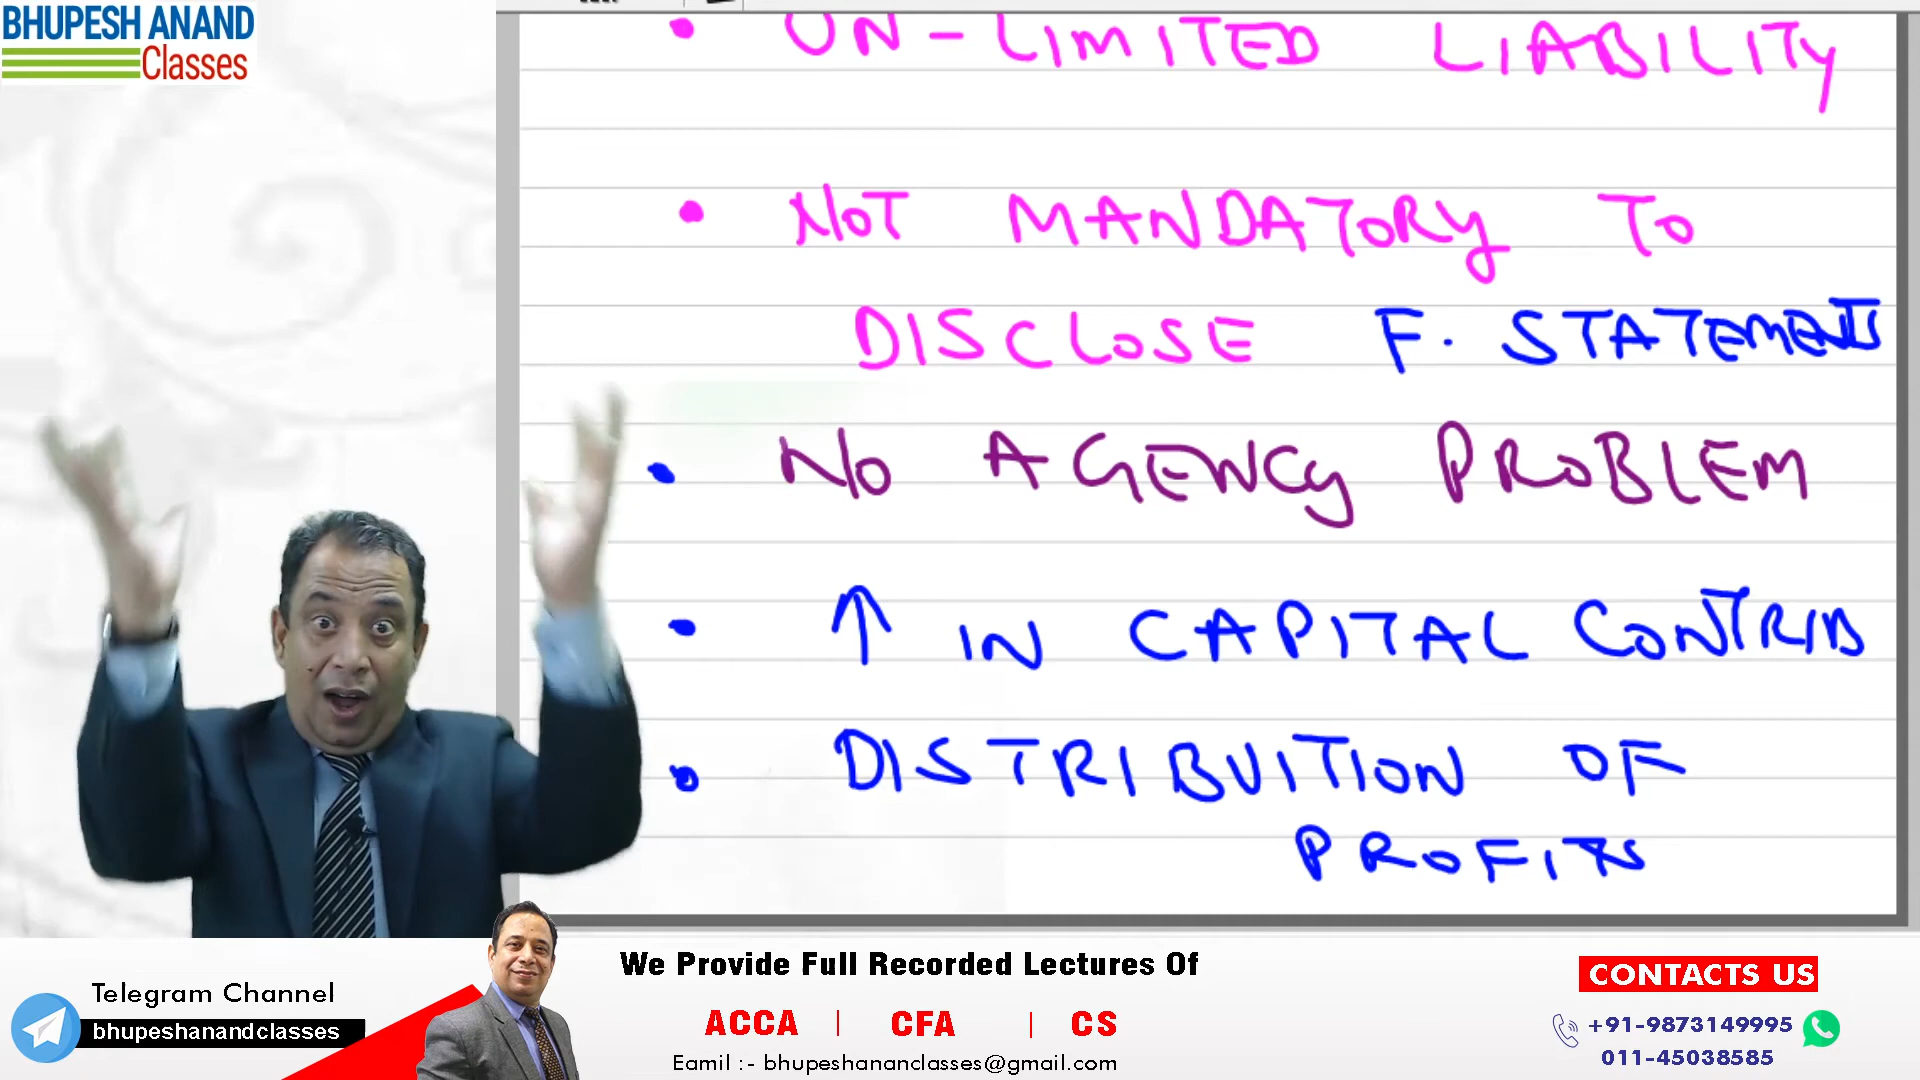 BHUPESH ANAND
Classes
• UN-LIMITED LIABILITY
• NOT MANDATORY TO
DISCLOSE F. STATEMENTS
• NO AGENCY PROBLEM
• ↑ IN CAPITAL CONTRIB
• DISTRIBUITION OF
PROFITS
Telegram Channel
bhupeshanandclasses
We Provide Full Recorded Lectures Of
ACCA | CFA | CS
Eamil :- bhupeshananclasses@gmail.com
CONTACTS US
+91-9873149995
011-45038585